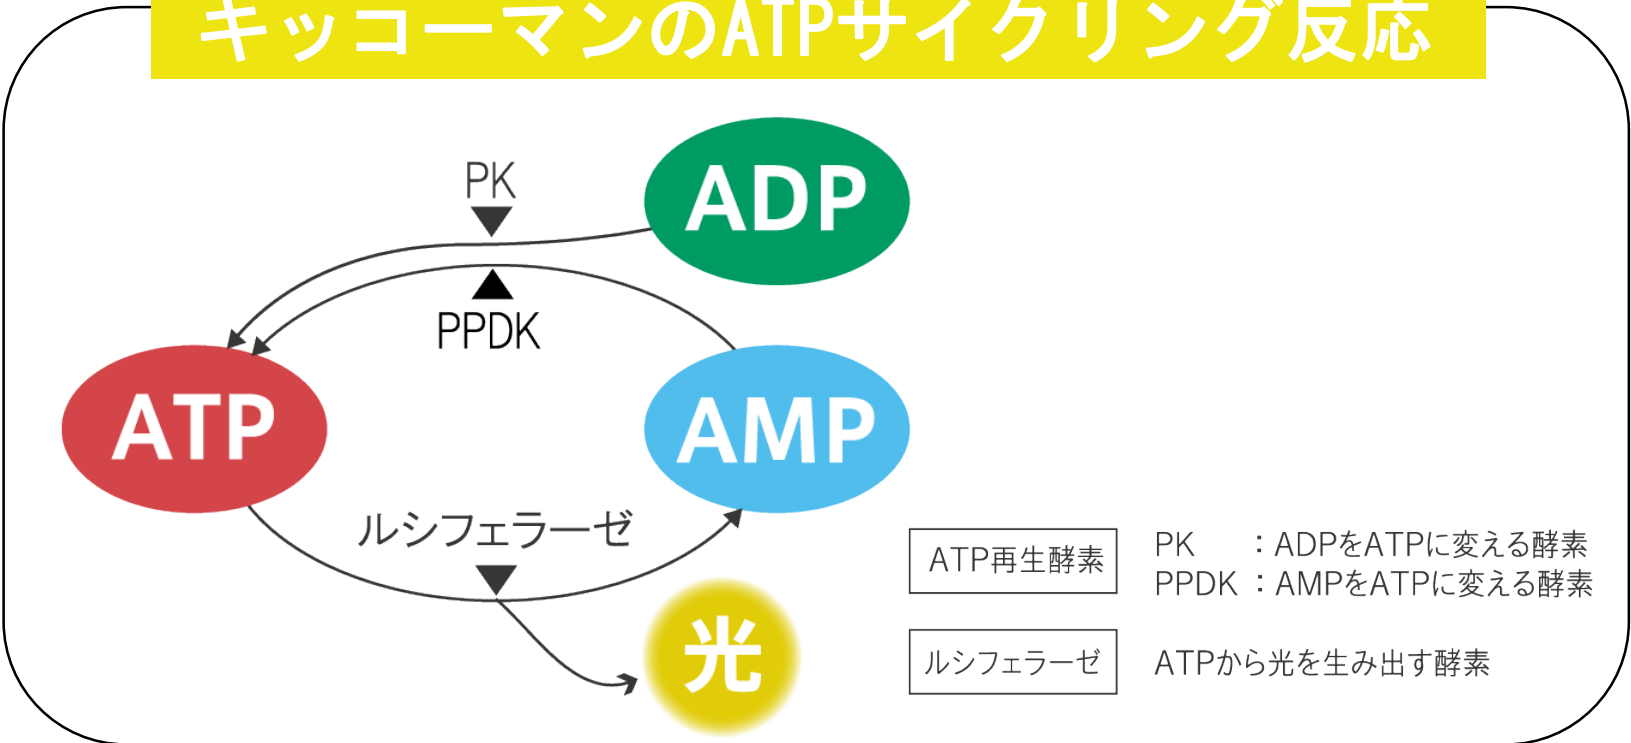 キッコーマンのATPサイクリング反応
ADP
PK
PPDK
ATP
AMP
ルシフェラーゼ
光
ATP再生酵素
PK ：ADPをATPに変える酵素
PPDK ：AMPをATPに変える酵素
ルシフェラーゼ
ATPから光を生み出す酵素